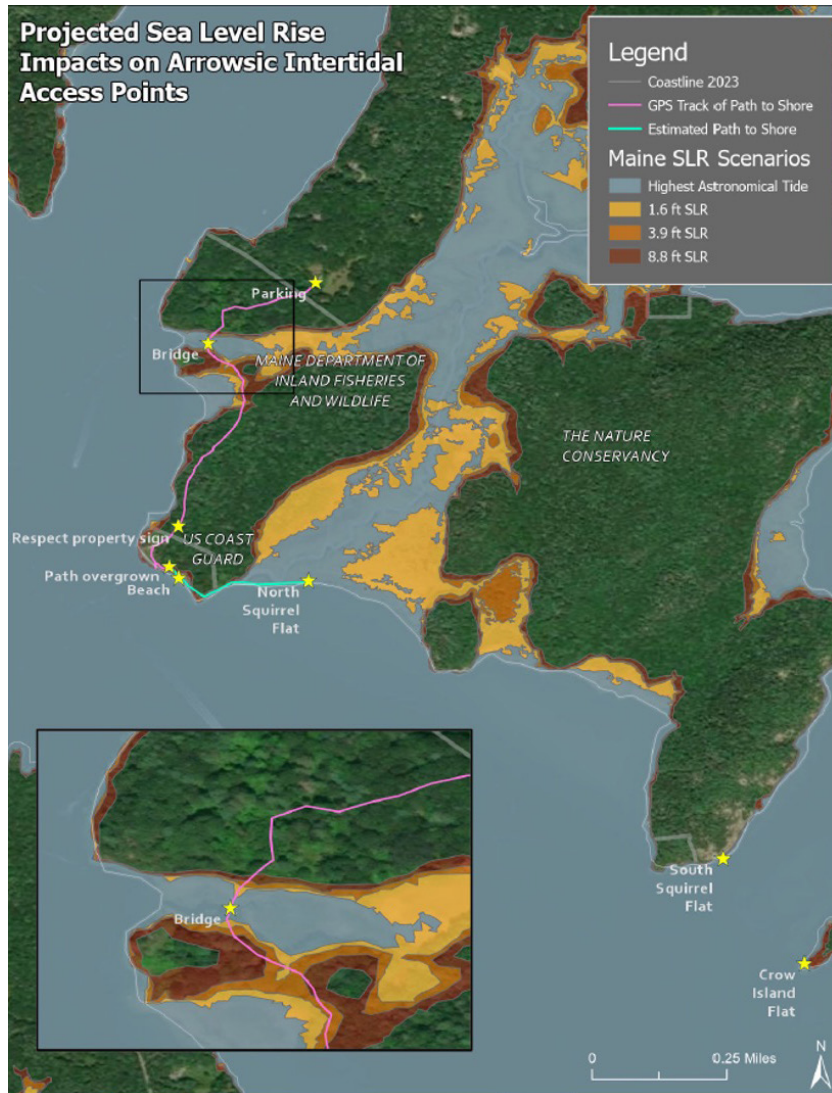 Projected Sea Level Rise
Impacts on Arrowsic Intertidal
Access Points
Legend
Coastline 2023
GPS Track of Path to Shore
Estimated Path to Shore
Maine SLR Scenarios
Highest Astronomical Tide
1.6 ft SLR
3.9 ft SLR
8.8 ft SLR
Parking
Bridge
MAINE DEPARTMENT OF
INLAND FISHERIES
AND WILDLIFE
THE NATURE
CONSERVANCY
Respect property sign
US COAST
GUARD
Path overgrown
Beach
North
Squirrel
Flat
Bridge
South
Squirrel
Flat
Crow
Island
Flat
0
0.25 Miles
N